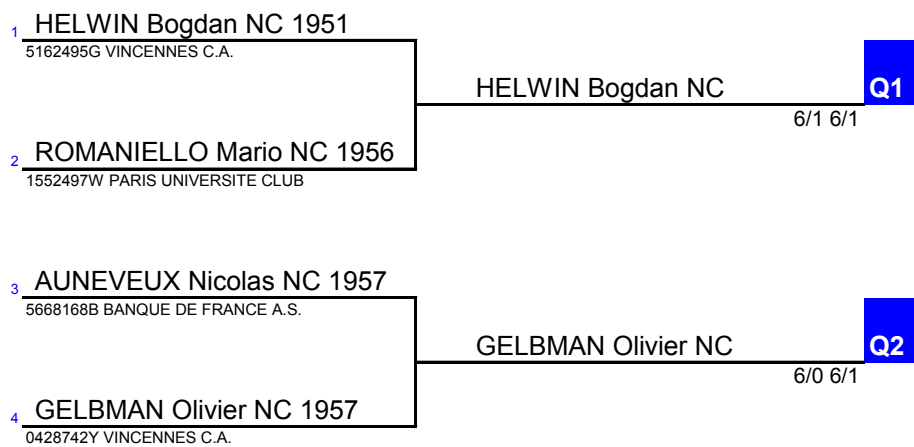 1 HELWIN Bogdan NC 1951
5162495G VINCENNES C.A.
HELWIN Bogdan NC
Q1
6/1 6/1
2 ROMANIELLO Mario NC 1956
1552497W PARIS UNIVERSITE CLUB
3 AUNEVEUX Nicolas NC 1957
5668168B BANQUE DE FRANCE A.S.
GELBMAN Olivier NC
Q2
6/0 6/1
4 GELBMAN Olivier NC 1957
0428742Y VINCENNES C.A.